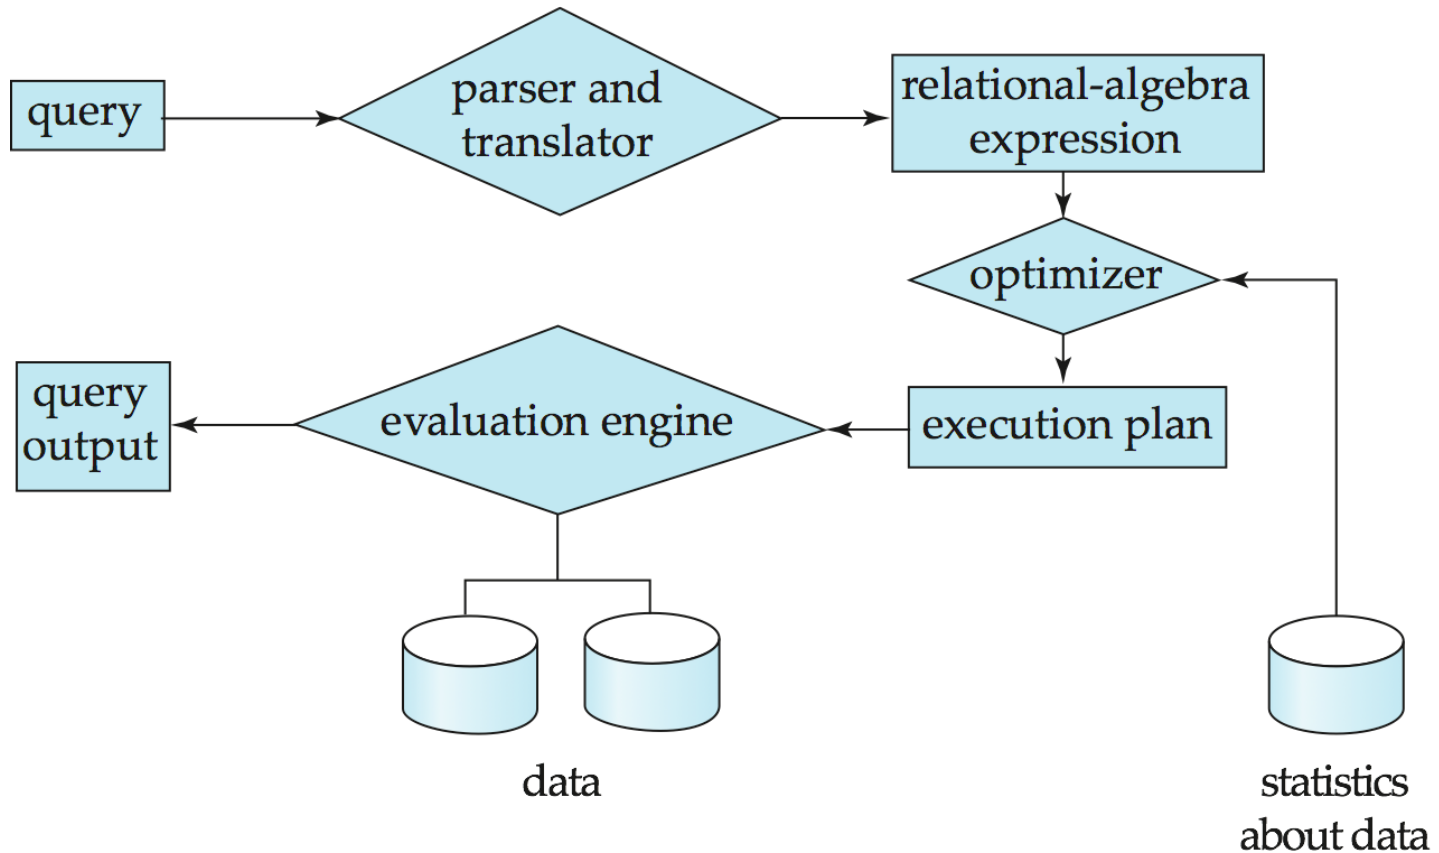 query
parser and
translator
relational-algebra
expression
optimizer
execution plan
evaluation engine
query
output
data
statistics
about data